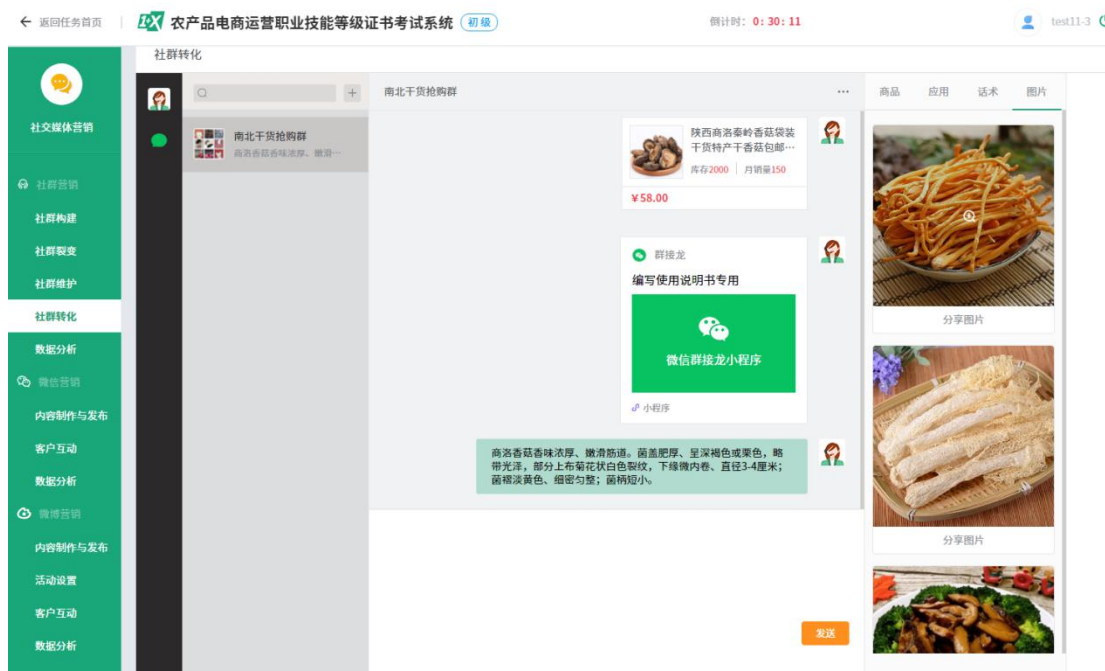 返回任务首页
农产品电商运营职业技能等级证书考试系统 初级
倒计时：0: 30: 11
test11-3
社交媒体营销
社群营销
社群构建
社群裂变
社群维护
社群转化
数据分析
微信营销
内容制作与发布
客户互动
数据分析
微博营销
内容制作与发布
活动设置
客户互动
数据分析
社群转化
南北干货抢购群
商洛香菇香味浓厚、嫩滑…
南北干货抢购群
陕西商洛秦岭香菇袋装
干货特产干香菇包邮…
库存2000 月销量150
¥58.00
群接龙
编写使用说明书专用
微信群接龙小程序
小程序
商洛香菇香味浓厚、嫩滑筋道。菌盖肥厚、呈深褐色或栗色，略
带光泽，部分上布菊花状白色裂纹，下缘微内卷、直径3-4厘米；
菌褶淡黄色、细密匀整；菌柄短小。
发送
商品 应用 话术 图片
分享图片
分享图片